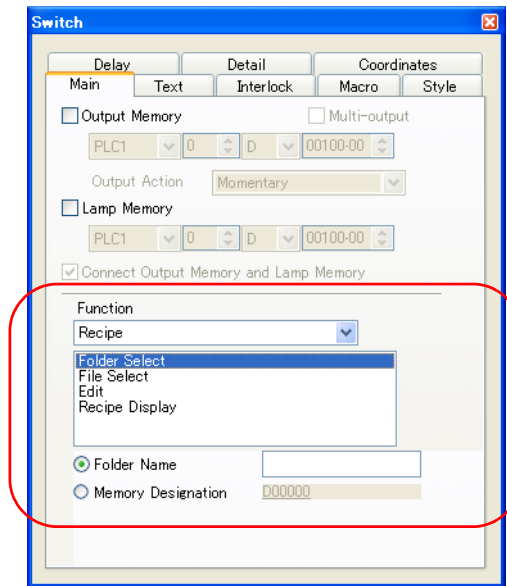 Switch
Delay Detail Coordinates
Main Text Interlock Macro Style
Output Memory Multi-output
PLC1 0 D 00100-00
Output Action Momentary
Lamp Memory
PLC1 0 D 00100-00
Connect Output Memory and Lamp Memory
Function
Recipe
Folder Select
File Select
Edit
Recipe Display
Folder Name
Memory Designation D00000